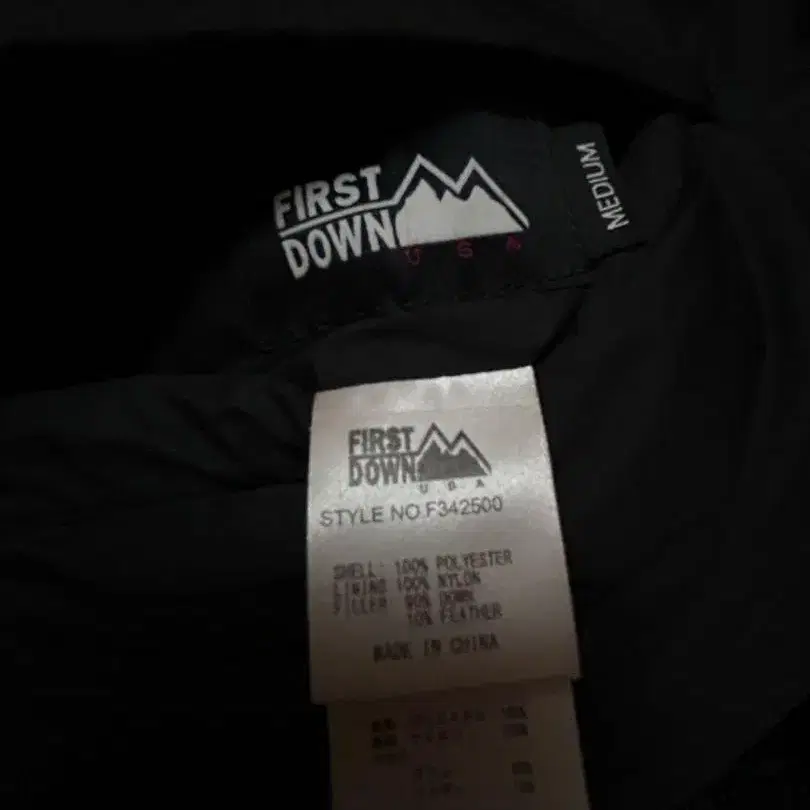 FIRST
DOWN
USA
MEDIUM
FIRST
DOWN
U.S.A
STYLE NO.F342500
SHELL: 100% POLYESTER
LINING 100% NYLON
FILLER 90% DOWN
10% FEATHER
MADE IN CHINA